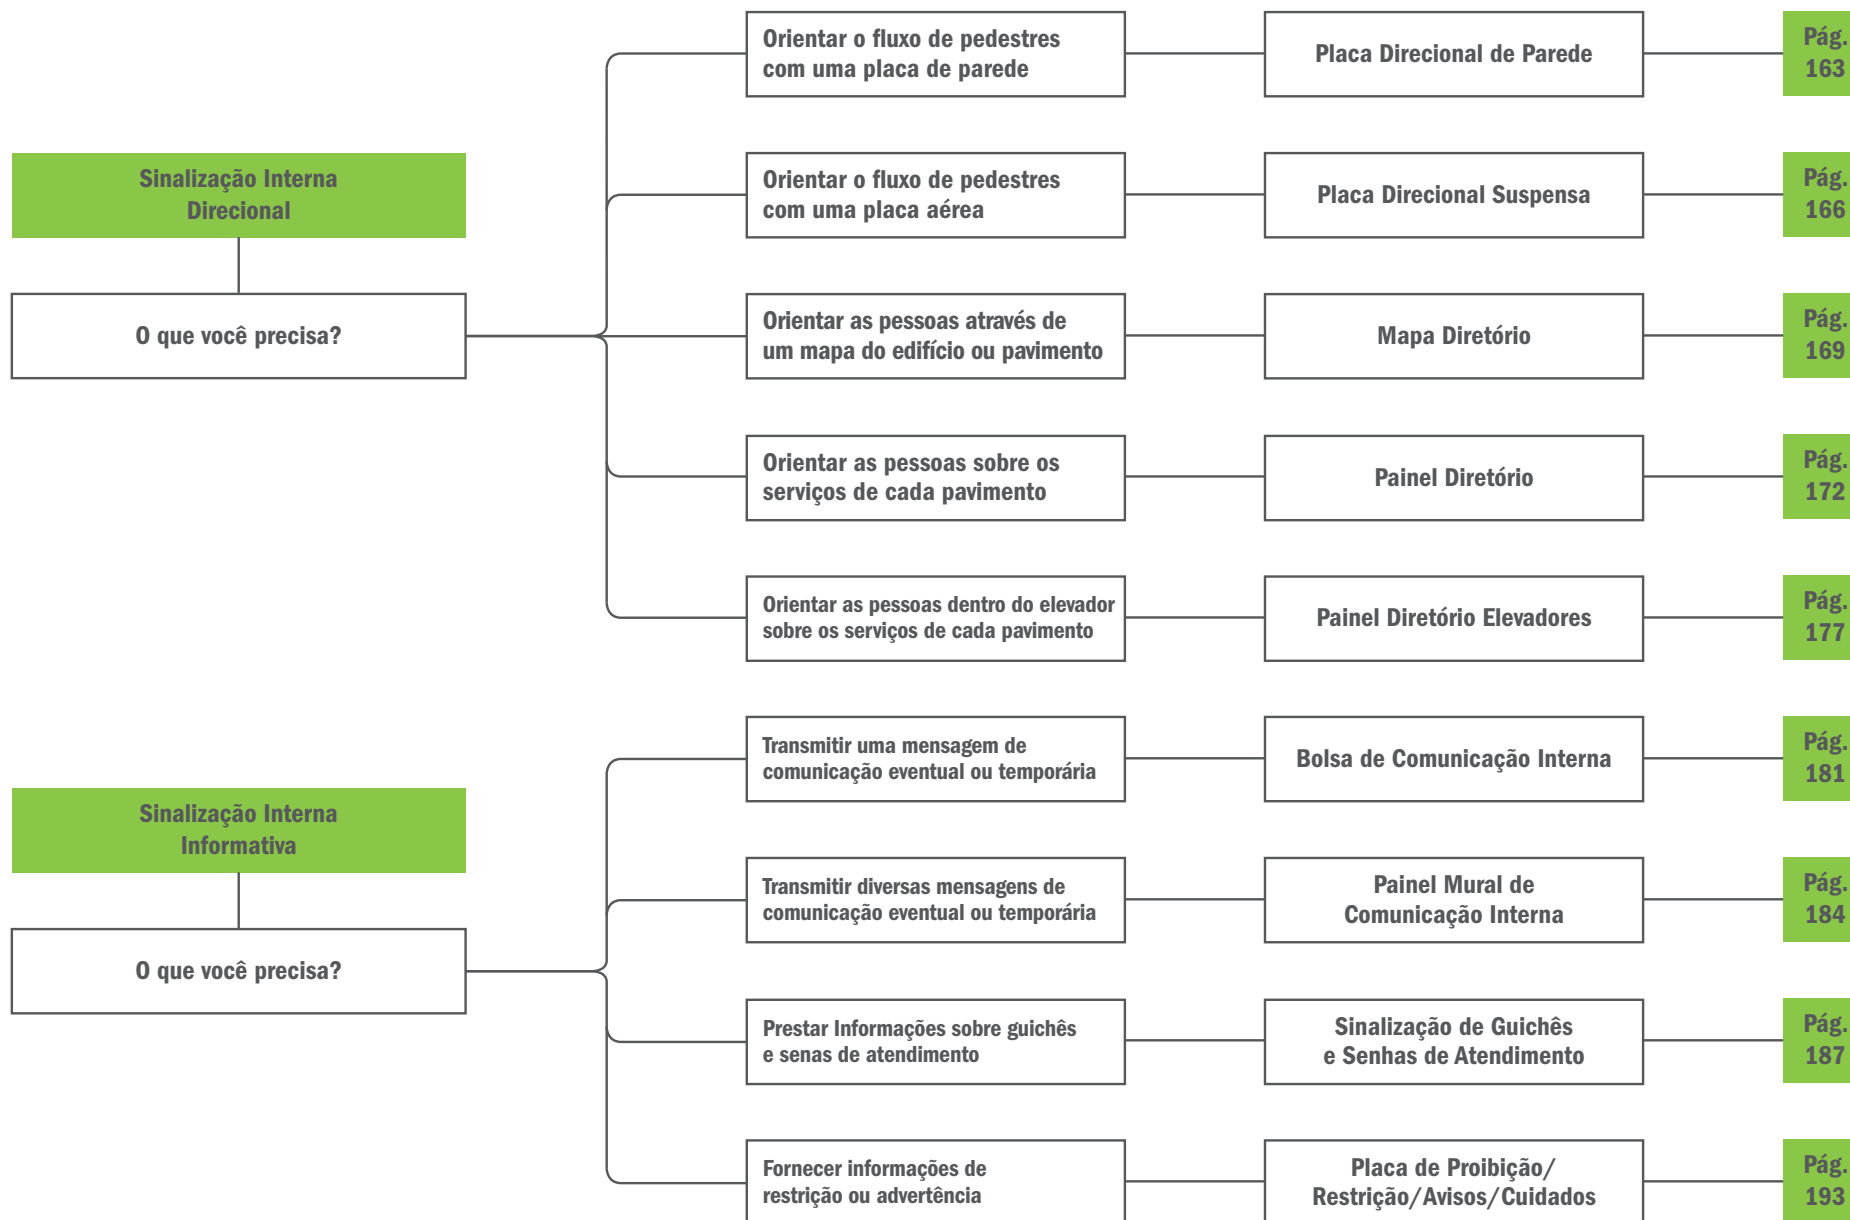 Sinalização Interna
Direcional
O que você precisa?
Orientar o fluxo de pedestres
com uma placa de parede
Placa Direcional de Parede
Pág.
163
Orientar o fluxo de pedestres
com uma placa aérea
Placa Direcional Suspensa
Pág.
166
Orientar as pessoas através de
um mapa do edifício ou pavimento
Mapa Diretório
Pág.
169
Orientar as pessoas sobre os
serviços de cada pavimento
Painel Diretório
Pág.
172
Orientar as pessoas dentro do elevador
sobre os serviços de cada pavimento
Painel Diretório Elevadores
Pág.
177
Sinalização Interna
Informativa
O que você precisa?
Transmitir uma mensagem de
comunicação eventual ou temporária
Bolsa de Comunicação Interna
Pág.
181
Transmitir diversas mensagens de
comunicação eventual ou temporária
Painel Mural de
Comunicação Interna
Pág.
184
Prestar Informações sobre guichês
e senas de atendimento
Sinalização de Guichês
e Senhas de Atendimento
Pág.
187
Fornecer informações de
restrição ou advertência
Placa de Proibição/
Restrição/Avisos/Cuidados
Pág.
193